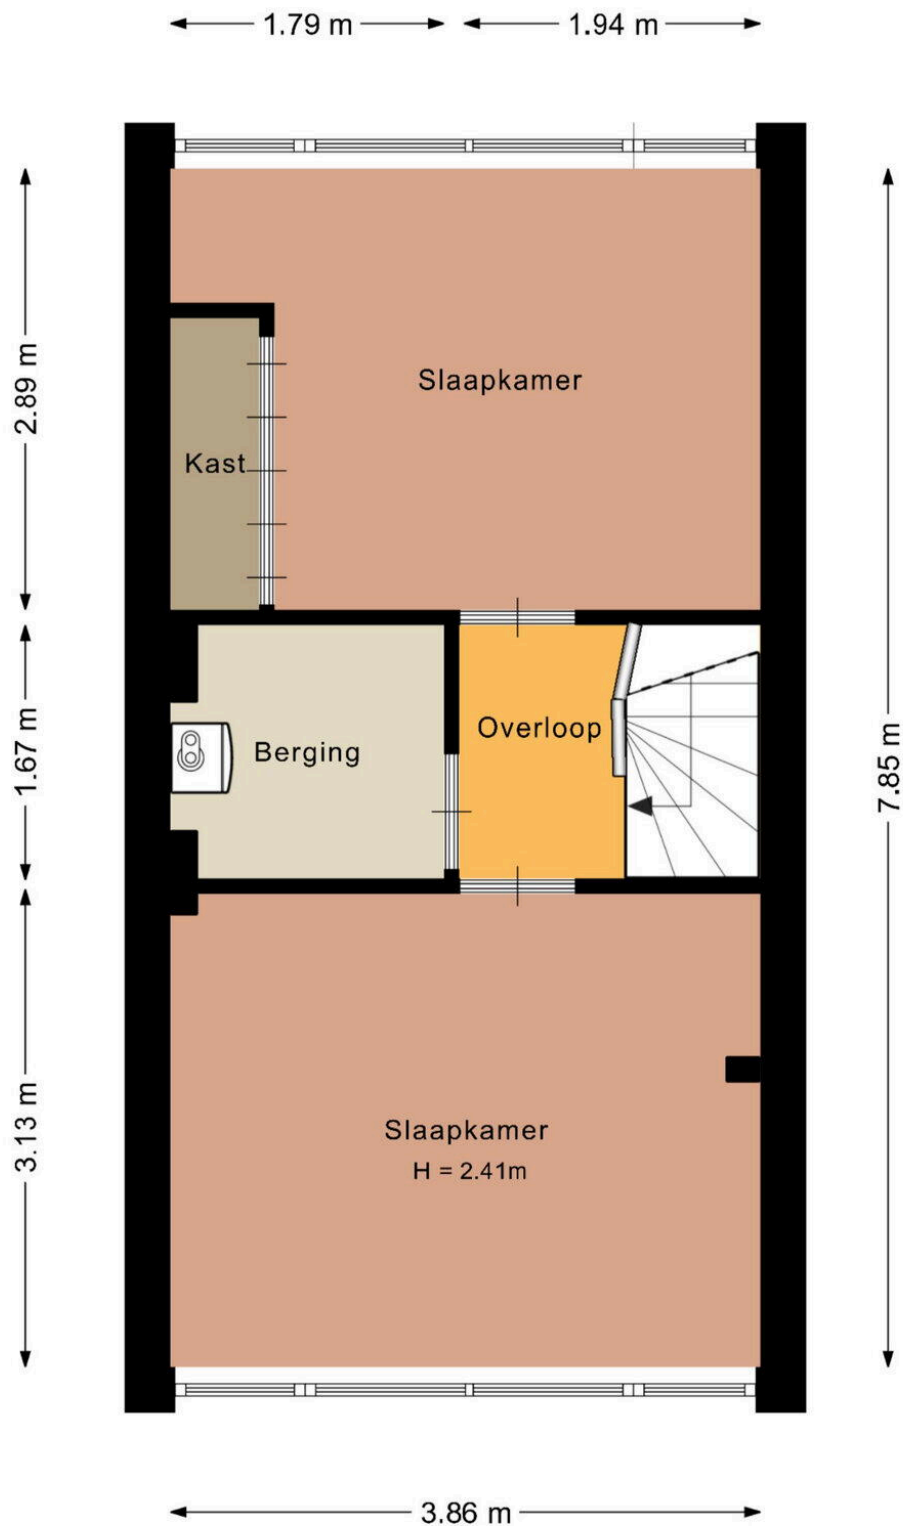 1.79 m
1.94 m
2.89 m
Slaapkamer
Kast
1.67 m
Berging
Overloop
7.85 m
3.13 m
Slaapkamer
H = 2.41m
3.86 m